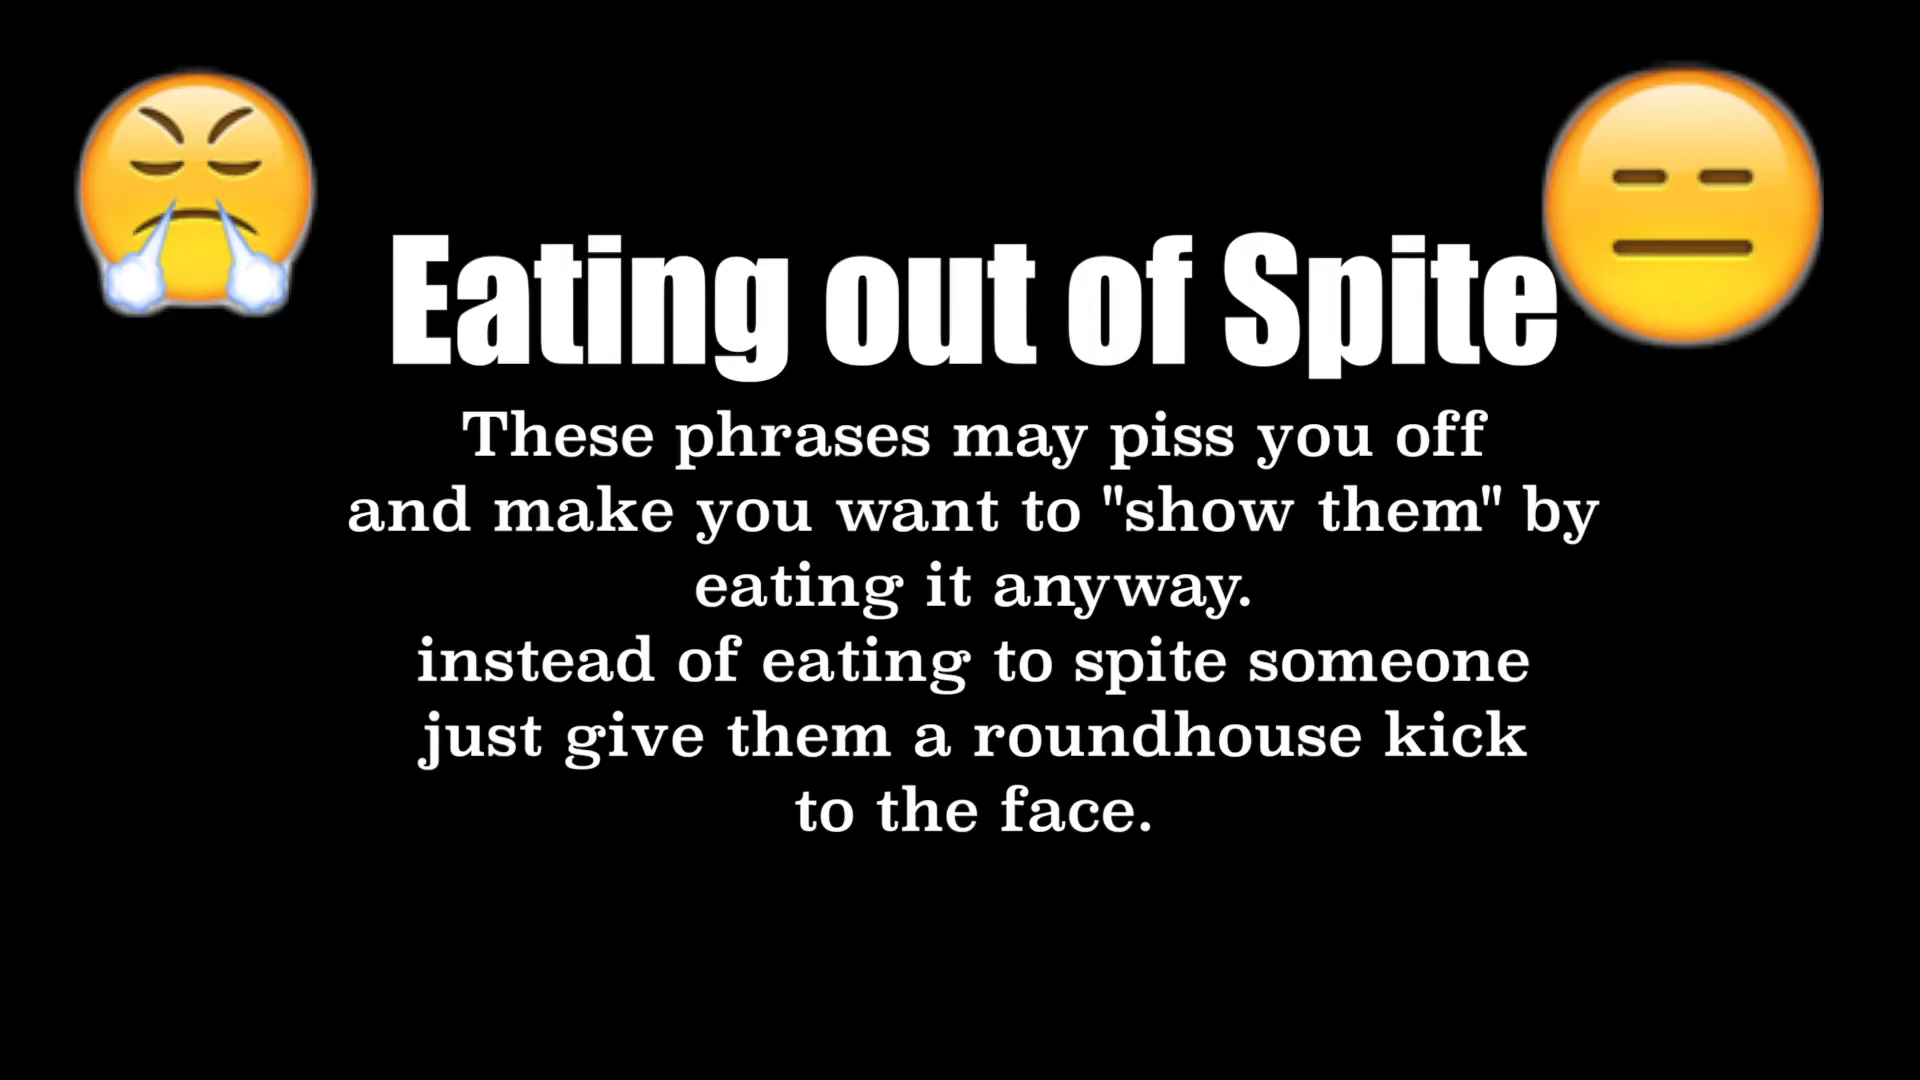 Eating out of Spite
These phrases may piss you off
and make you want to "show them" by
eating it anyway.
instead of eating to spite someone
just give them a roundhouse kick
to the face.